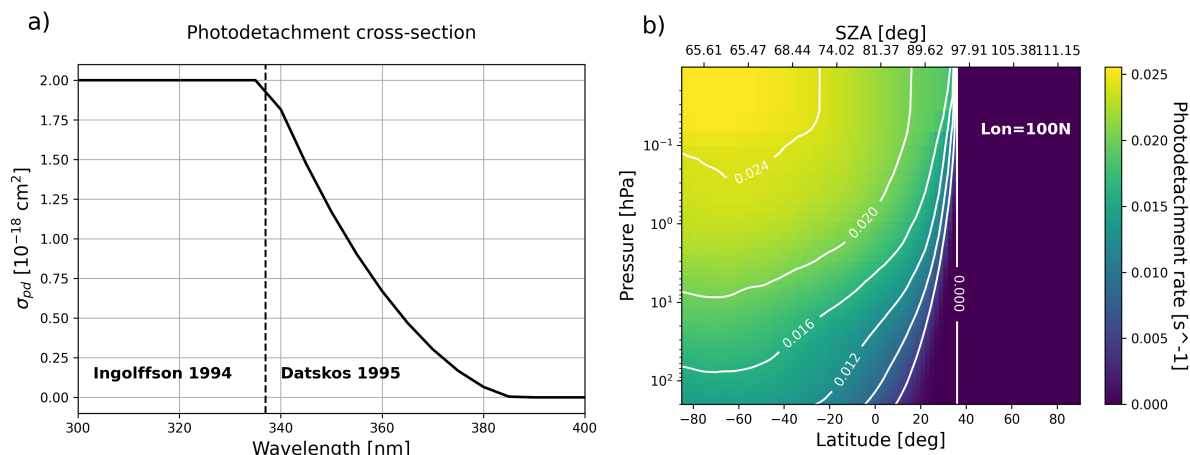 a)
Photodetachment cross-section
2.00
1.75
1.50
1.25
1.00
0.75
0.50
0.25
0.00
σpd [10−18 cm2]
Ingolffson 1994
Datskos 1995
300 320 340 360 380 400
Wavelength [nm]
b)
SZA [deg]
65.61 65.47 68.44 74.02 81.37 89.62 97.91 105.38 111.15
Lon=100N
10−1
100
101
102
Pressure [hPa]
0.024
0.020
0.016
0.012
0.000
−80 −60 −40 −20 0 20 40 60 80
Latitude [deg]
0.025
0.020
0.015
0.010
0.005
0.000
Photodetachment rate [s^-1]